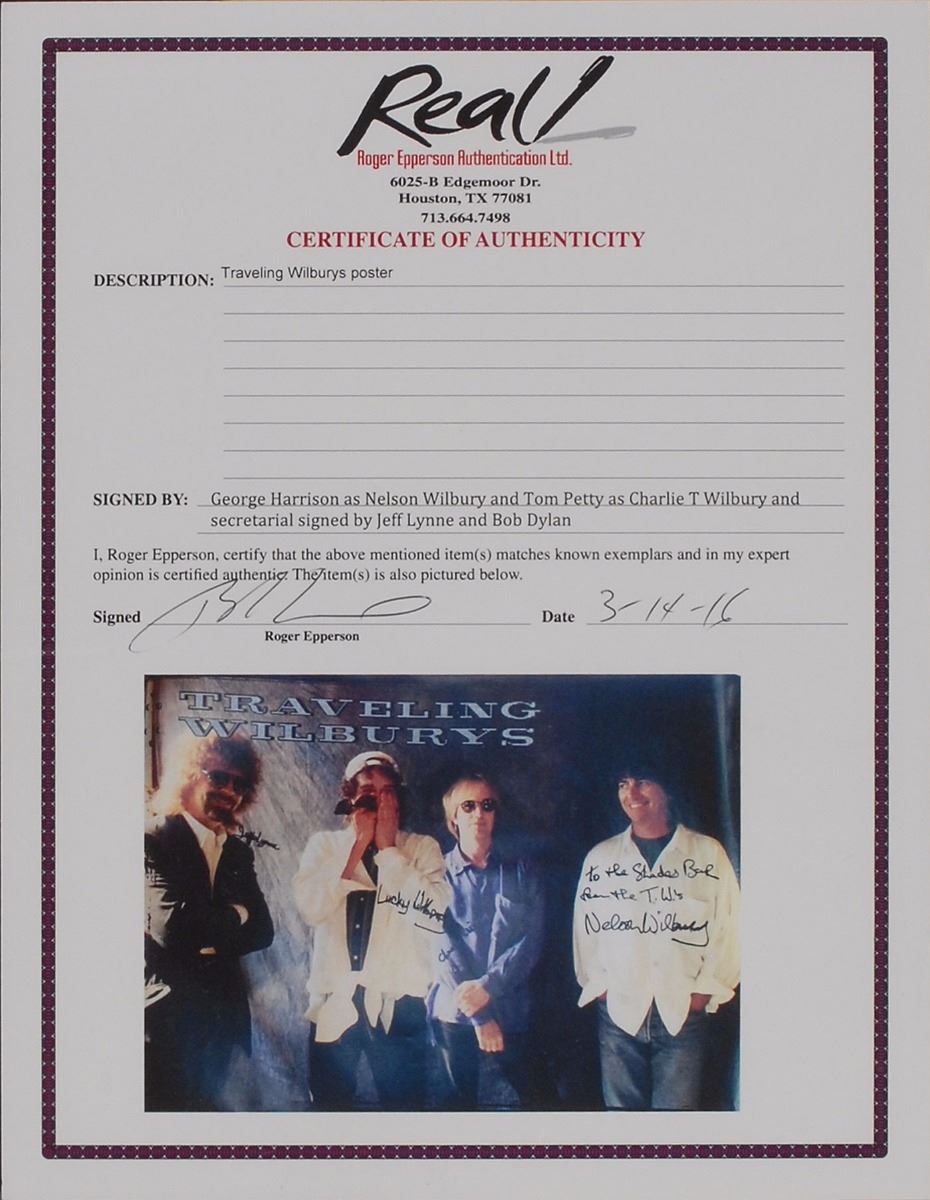 Real!
Roger Epperson Authentication Ltd.
6025-B Edgemoor Dr.
Houston, TX 77081
713.664.7498
CERTIFICATE OF AUTHENTICITY
DESCRIPTION: Traveling Wilburys poster
SIGNED BY: George Harrison as Nelson Wilbury and Tom Petty as Charlie T Wilbury and
secretarial signed by Jeff Lynne and Bob Dylan
I, Roger Epperson, certify that the above mentioned item(s) matches known exemplars and in my expert
opinion is certified authentic. The item(s) is also pictured below.
Signed Date 3-14-16
Roger Epperson
TRAVELING
WILBURYS
Jeff Lynne
Lucky Wilbury
to the Shades Bar
from the T.W.'s
Nelson Wilbury